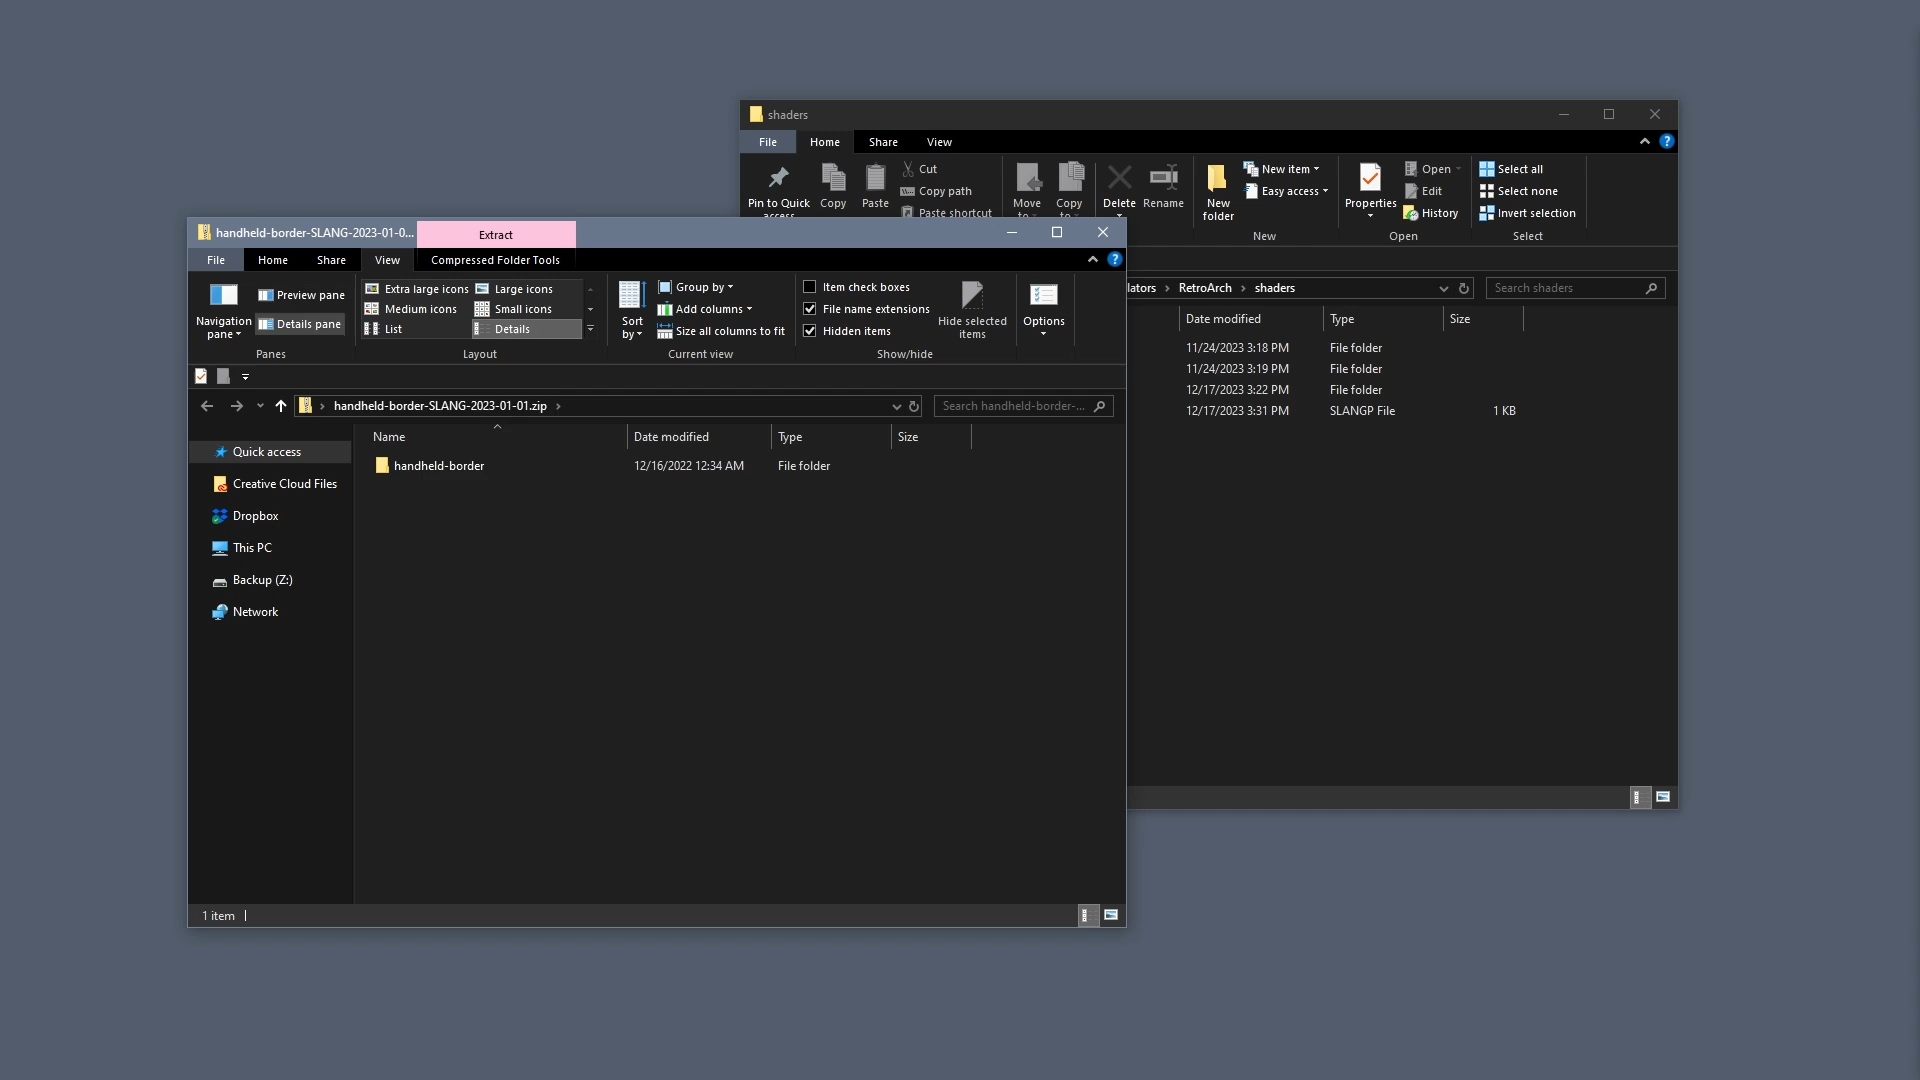 shaders
File Home Share View
Pin to Quick
access
Copy
Paste
Cut
Copy path
Paste shortcut
Move
to
Copy
to
Delete
Rename
New
folder
New item
Easy access
New
Properties
Open
Edit
History
Open
Select all
Select none
Invert selection
Select
lators RetroArch shaders
Search shaders
Date modified Type Size
11/24/2023 3:18 PM File folder
11/24/2023 3:19 PM File folder
12/17/2023 3:22 PM File folder
12/17/2023 3:31 PM SLANGP File 1 KB
handheld-border-SLANG-2023-01-0...
Extract
File Home Share View Compressed Folder Tools
Navigation
pane
Preview pane
Details pane
Panes
Extra large icons Large icons
Medium icons Small icons
List Details
Layout
Sort
by
Group by
Add columns
Size all columns to fit
Current view
Item check boxes
File name extensions
Hidden items
Hide selected
items
Show/hide
Options
handheld-border-SLANG-2023-01-01.zip
Search handheld-border-...
Quick access
Creative Cloud Files
Dropbox
This PC
Backup (Z:)
Network
Name Date modified Type Size
handheld-border 12/16/2022 12:34 AM File folder
1 item